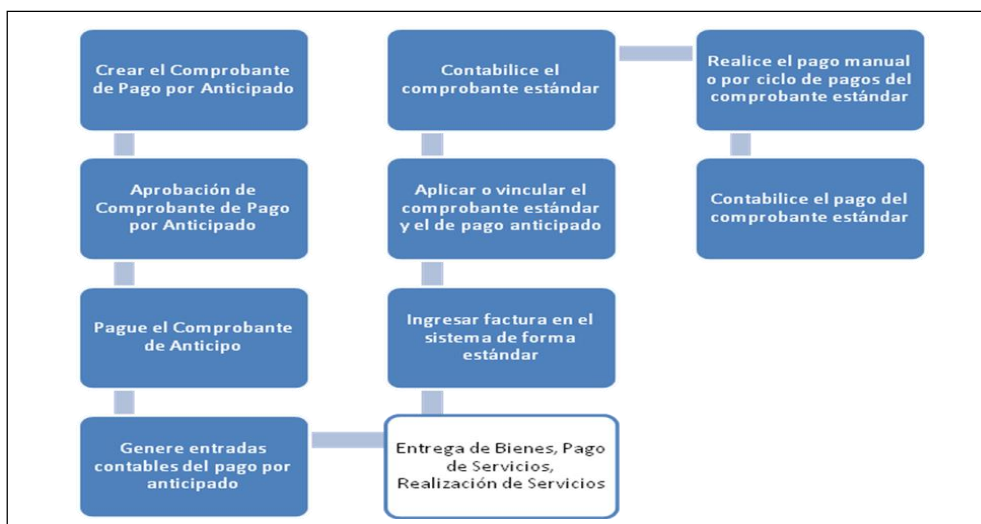 Crear el Comprobante
de Pago por Anticipado
Aprobación de
Comprobante de Pago
por Anticipado
Pague el Comprobante
de Anticipo
Genere entradas
contables del pago por
anticipado
Entrega de Bienes, Pago
de Servicios,
Realización de Servicios
Ingresar factura en el
sistema de forma
estándar
Aplicar o vincular el
comprobante estándar
y el de pago anticipado
Contabilice el
comprobante estándar
Realice el pago manual
o por ciclo de pagos del
comprobante estándar
Contabilice el pago del
comprobante estándar